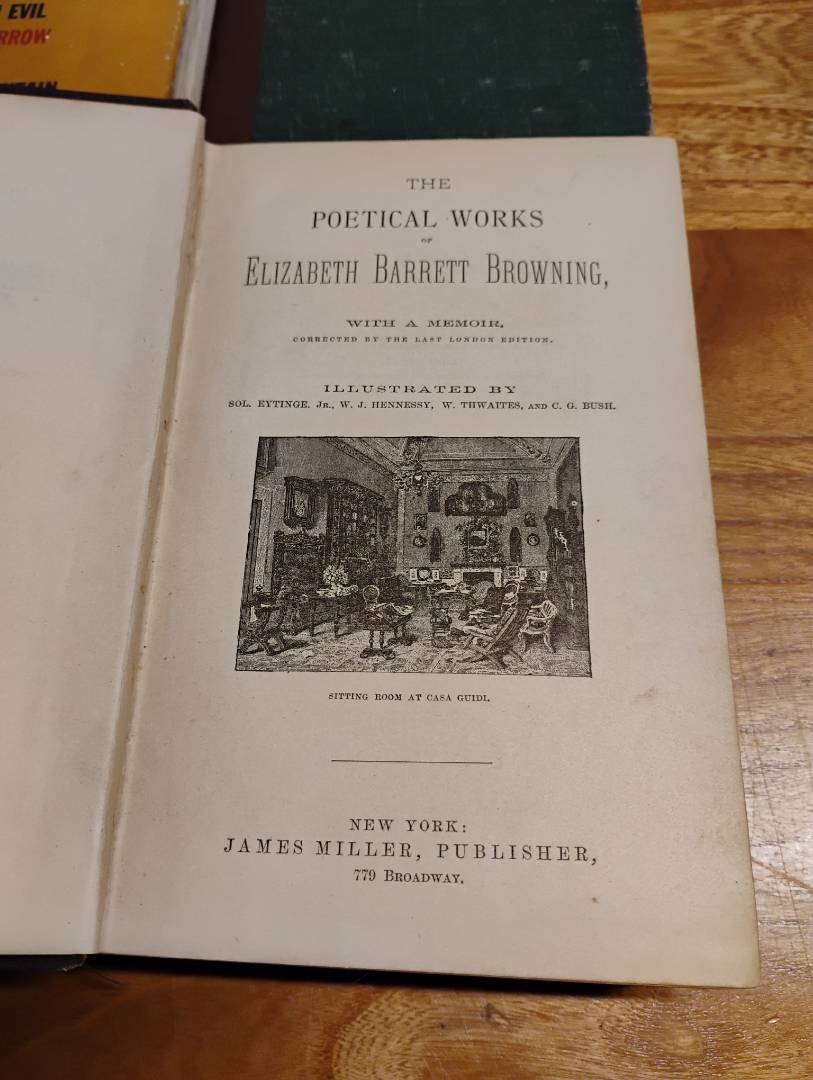 EVIL
RROW
THE
POETICAL WORKS
OF
ELIZABETH BARRETT BROWNING,
WITH A MEMOIR.
CORRECTED BY THE LAST LONDON EDITION.
ILLUSTRATED BY
SOL. EYTINGE. JR., W. J. HENNESSY, W. THWAITES, AND C. G. BUSH.
SITTING ROOM AT CASA GUIDI.
NEW YORK:
JAMES MILLER, PUBLISHER,
779 BROADWAY.